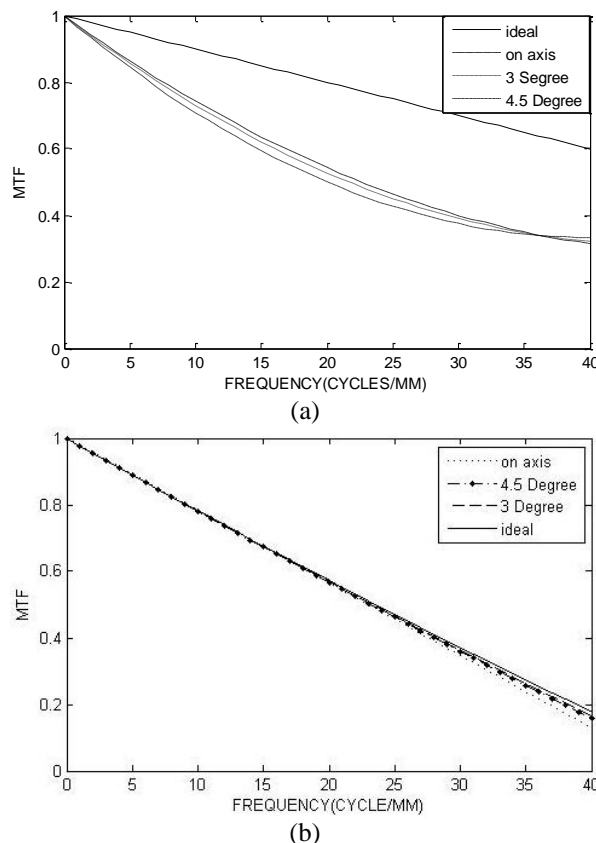 1
0.8
0.6
0.4
0.2
0
MTF
ideal
on axis
3 Segree
4.5 Degree
0 5 10 15 20 25 30 35 40
FREQUENCY(CYCLES/MM)
(a)
1
0.8
0.6
0.4
0.2
0
MTF
on axis
4.5 Degree
3 Degree
ideal
0 5 10 15 20 25 30 35 40
FREQUENCY(CYCLE/MM)
(b)